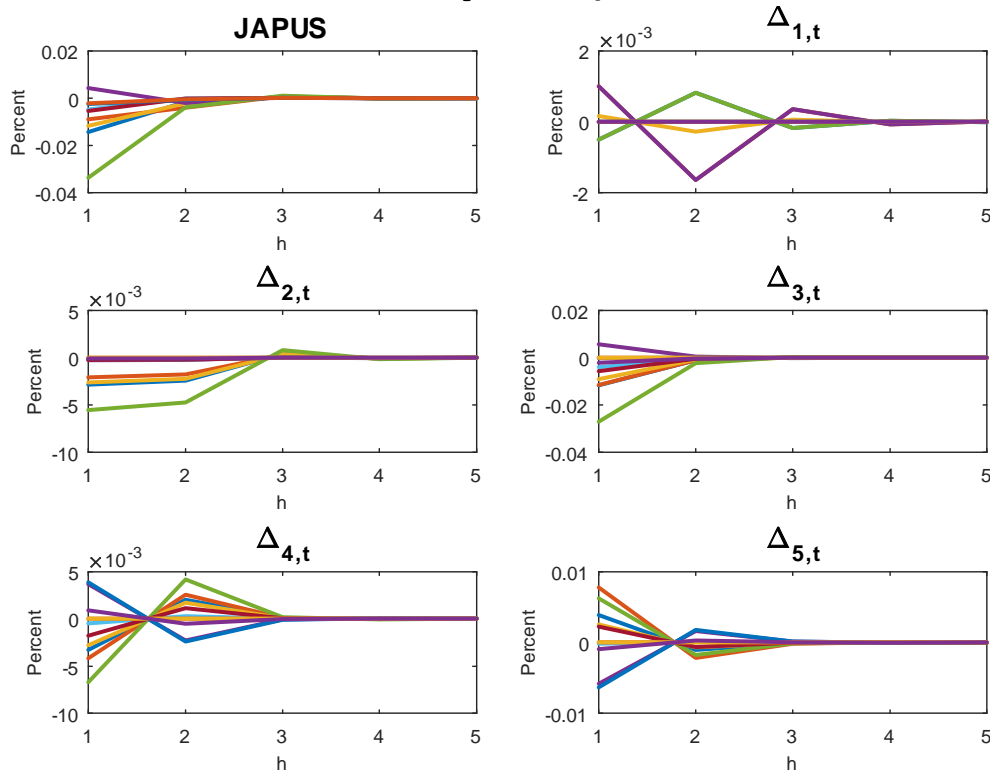 JAPUS
0.02
0
-0.02
-0.04
Percent
1 2 3 4 5
h
Δ1,t
×10-3
2
0
-2
Percent
1 2 3 4 5
h
Δ2,t
×10-3
5
0
-5
-10
Percent
1 2 3 4 5
h
Δ3,t
0.02
0
-0.02
-0.04
Percent
1 2 3 4 5
h
Δ4,t
×10-3
5
0
-5
-10
Percent
1 2 3 4 5
h
Δ5,t
0.01
0
-0.01
Percent
1 2 3 4 5
h